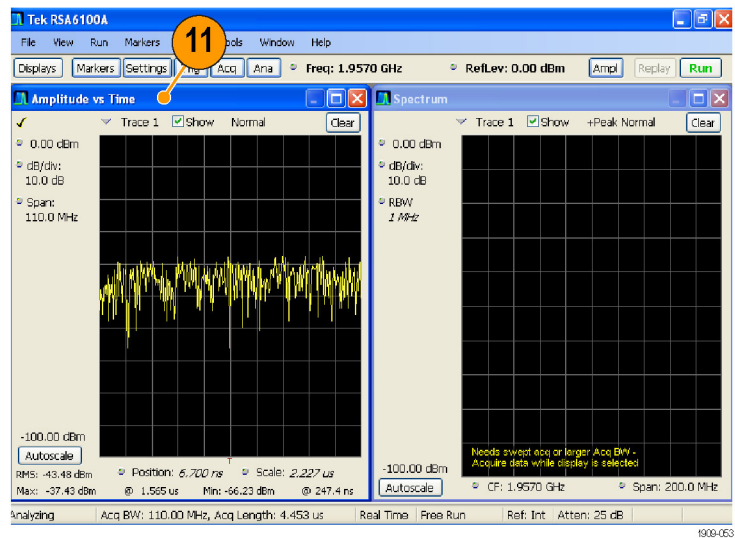 Tek RSA6100A
File View Run Markers ools Window Help
11
Displays Markers Settings Acq Ana Freq: 1.9570 GHz RefLev: 0.00 dBm Ampl Replay Run
Amplitude vs Time
✓ Trace 1 Show Normal Clear
0.00 dBm
dB/div:
10.0 dB
Span:
110.0 MHz
-100.00 dBm
Autoscale
Position: 6.700 ns Scale: 2.227 us
RMS: -43.48 dBm
Max: -37.43 dBm @ 1.565 us Min: -66.23 dBm @ 247.4 ns
Spectrum
Trace 1 Show +Peak Normal Clear
0.00 dBm
dB/div:
10.0 dB
RBW
1 MHz
Needs swept acq or larger Acq BW -
Acquire data while display is selected
-100.00 dBm
Autoscale CF: 1.9570 GHz Span: 200.0 MHz
Analyzing Acq BW: 110.00 MHz, Acq Length: 4.453 us Real Time Free Run Ref: Int Atten: 25 dB
1909-053